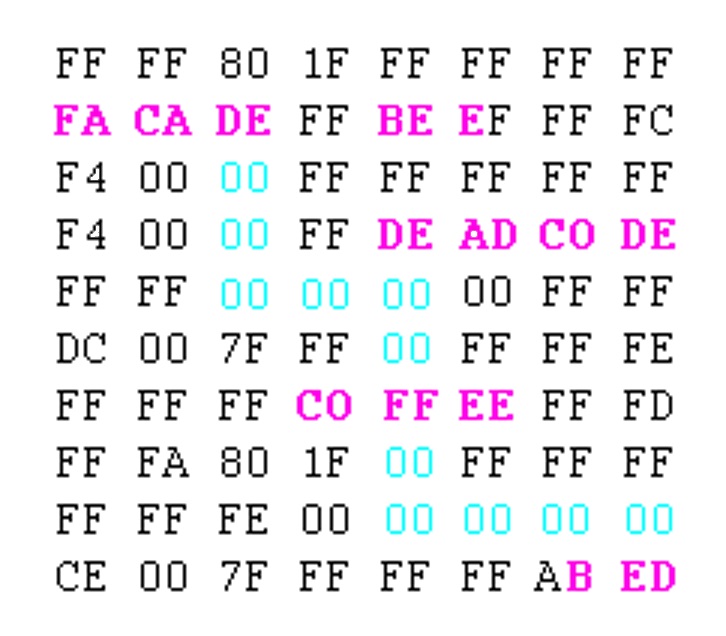 FF FF 80 1F FF FF FF FF
FA CA DE FF BE EF FF FC
F4 00 00 FF FF FF FF FF
F4 00 00 FF DE AD C0 DE
FF FF 00 00 00 00 FF FF
DC 00 7F FF 00 FF FF FE
FF FF FF C0 FF EE FF FD
FF FA 80 1F 00 FF FF FF
FF FF FE 00 00 00 00 00
CE 00 7F FF FF FF AB ED